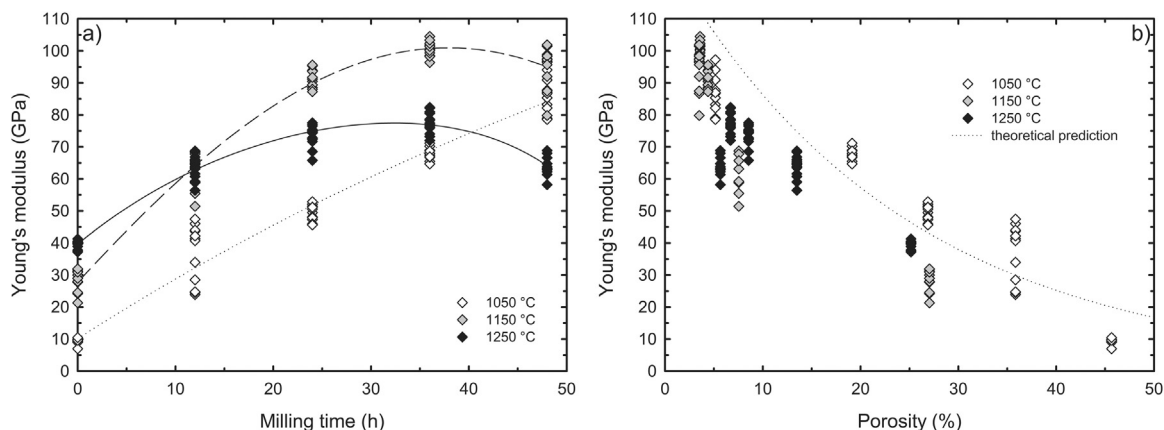 a)
110
100
90
80
70
60
50
40
30
20
10
0
Young's modulus (GPa)
1050 °C
1150 °C
1250 °C
0 10 20 30 40 50
Milling time (h)
b)
110
100
90
80
70
60
50
40
30
20
10
0
Young's modulus (GPa)
1050 °C
1150 °C
1250 °C
theoretical prediction
0 10 20 30 40 50
Porosity (%)